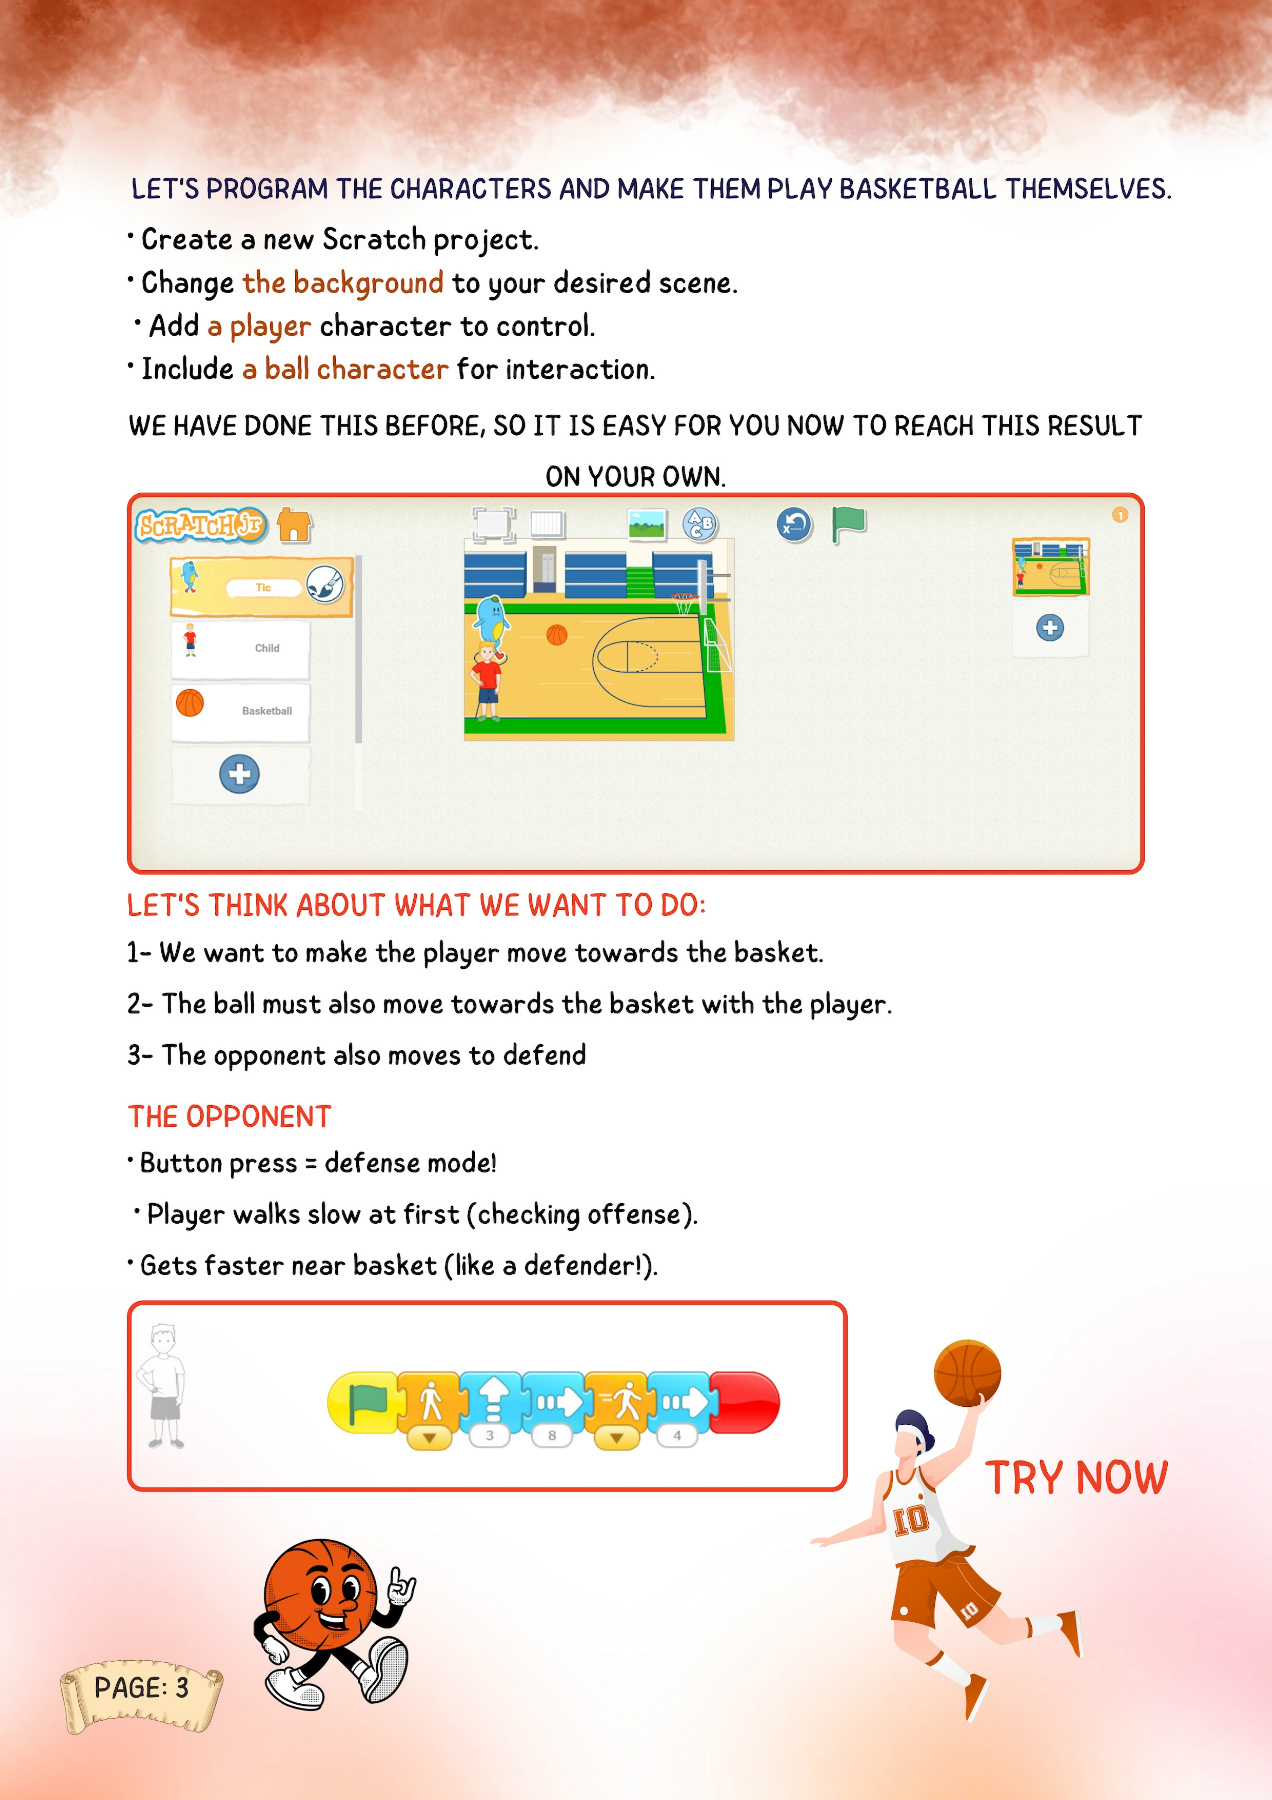 LET'S PROGRAM THE CHARACTERS AND MAKE THEM PLAY BASKETBALL THEMSELVES.
• Create a new Scratch project.
• Change the background to your desired scene.
• Add a player character to control.
• Include a ball character for interaction.
WE HAVE DONE THIS BEFORE, SO IT IS EASY FOR YOU NOW TO REACH THIS RESULT
ON YOUR OWN.
SCRATCHJr
ABC
1
Tic
Child
Basketball
LET'S THINK ABOUT WHAT WE WANT TO DO:
1- We want to make the player move towards the basket.
2- The ball must also move towards the basket with the player.
3- The opponent also moves to defend
THE OPPONENT
• Button press = defense mode!
• Player walks slow at first (checking offense).
• Gets faster near basket (like a defender!).
3 8 4
TRY NOW
10
10
PAGE: 3